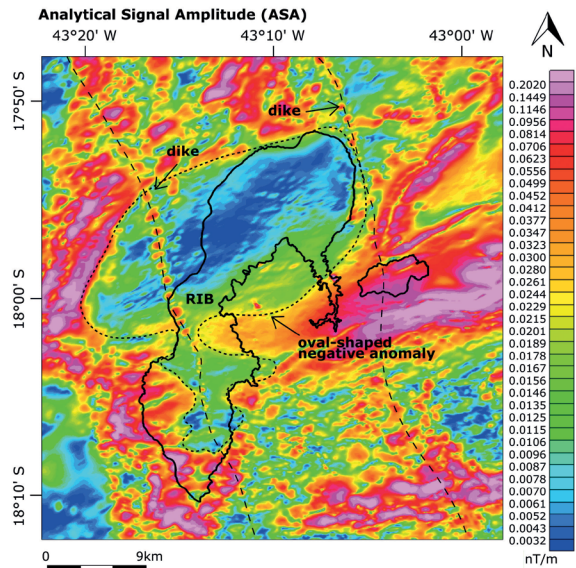 Analytical Signal Amplitude (ASA)
43°20' W 43°10' W 43°00' W
N
17°50' S
18°00' S
18°10' S
dike
dike
RIB
oval-shaped
negative anomaly
0.2020
0.1449
0.1146
0.0956
0.0814
0.0706
0.0623
0.0556
0.0499
0.0452
0.0412
0.0377
0.0347
0.0323
0.0300
0.0280
0.0261
0.0244
0.0229
0.0215
0.0201
0.0189
0.0178
0.0167
0.0156
0.0146
0.0135
0.0125
0.0115
0.0106
0.0096
0.0087
0.0078
0.0070
0.0061
0.0052
0.0043
0.0032
nT/m
0 9km